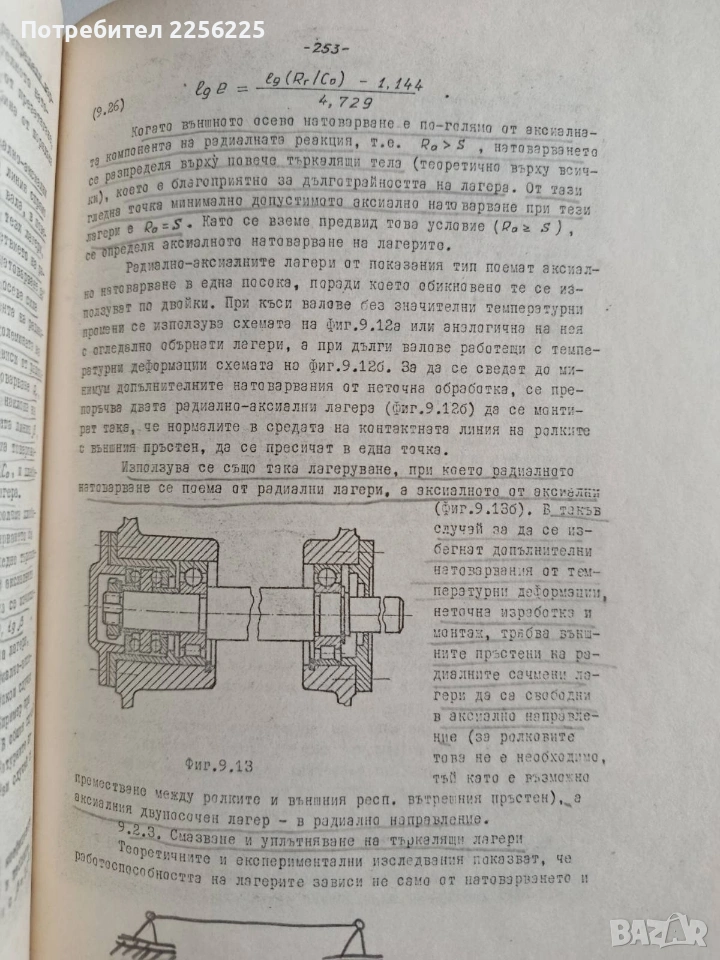 Потребител 2256225
-253-
(9.26) lg e = lg(Rr/Co) - 1,144 / 4,729
Когато външното осево натоварване е по-голямо от аксиална-
та компонента на радиалната реакция, т.е. Ra > S , натоварването
се разпределя върху повече търкалящи тела (теоретично върху всич-
ки), което е благоприятно за дълготрайността на лагера. От тази
гледна точка минимално допустимото аксиално натоварване при тези
лагери е Ra = S. Като се вземе предвид това условие (Ra ≥ S) ,
се определя аксиалното натоварване на лагерите.
Радиално-аксиалните лагери от показания тип поемат аксиал-
но натоварване в една посока, поради което обикновено те се из-
ползуват по двойки. При къси валове без значителни температурни
промени се използува схемата на фиг.9.12а или аналогична на нея
с огледално обърнати лагери, а при дълги валове работещи с темпе-
ратурни деформации схемата но фиг.9.12б. За да се сведат до ми-
нимум допълнителните натоварвания от неточна обработка, се пре-
поръчва двата радиално-аксиални лагера (фиг.9.12б) да се монти-
рат така, че нормалите в средата на контактната линия на ролките
с външния пръстен, да се пресичат в една точка.
Използува се също така лагеруване, при което радиалното
натоварване се поема от радиални лагери, а аксиалното от аксиални
(фиг.9.13б). В такъв
случай за да се из-
бегнат допълнителни
натоварвания от тем-
пературни деформации,
неточна изработка и
монтаж, трябва външ-
ните пръстени на ра-
диалните сачмени ла-
гери да са свободни
в аксиално направле-
ние (за ролковите
това не е необходимо,
тъй като е възможно
Фиг.9.13
преместване между ролките и външния респ. вътрешния пръстен), а
аксиалния двупосочен лагер - в радиално направление.
9.2.3. Смазване и уплътняване на търкалящи лагери
Теоретичните и експериментални изследвания показват, че
работоспособността на лагерите зависи не само от натоварването и
BAZAR